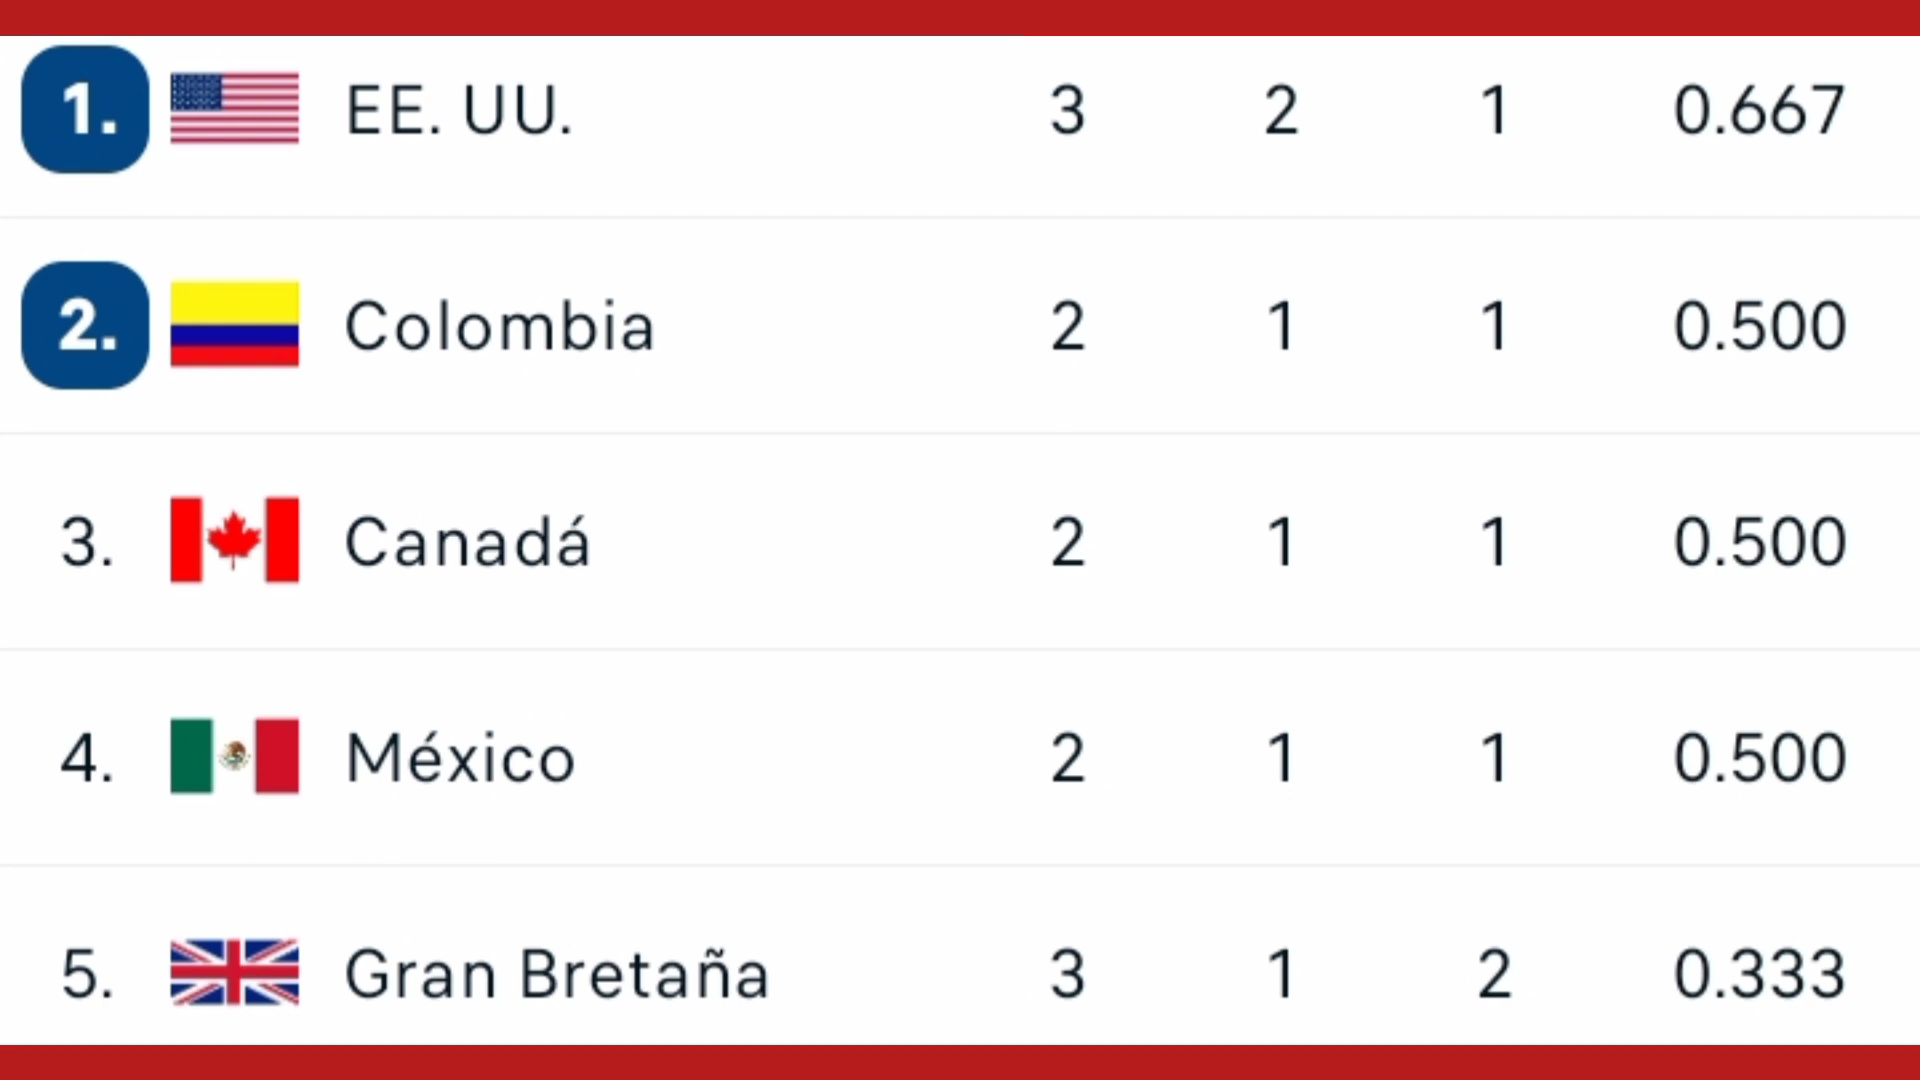 1. EE. UU. 3 2 1 0.667
2. Colombia 2 1 1 0.500
3. Canadá 2 1 1 0.500
4. México 2 1 1 0.500
5. Gran Bretaña 3 1 2 0.333